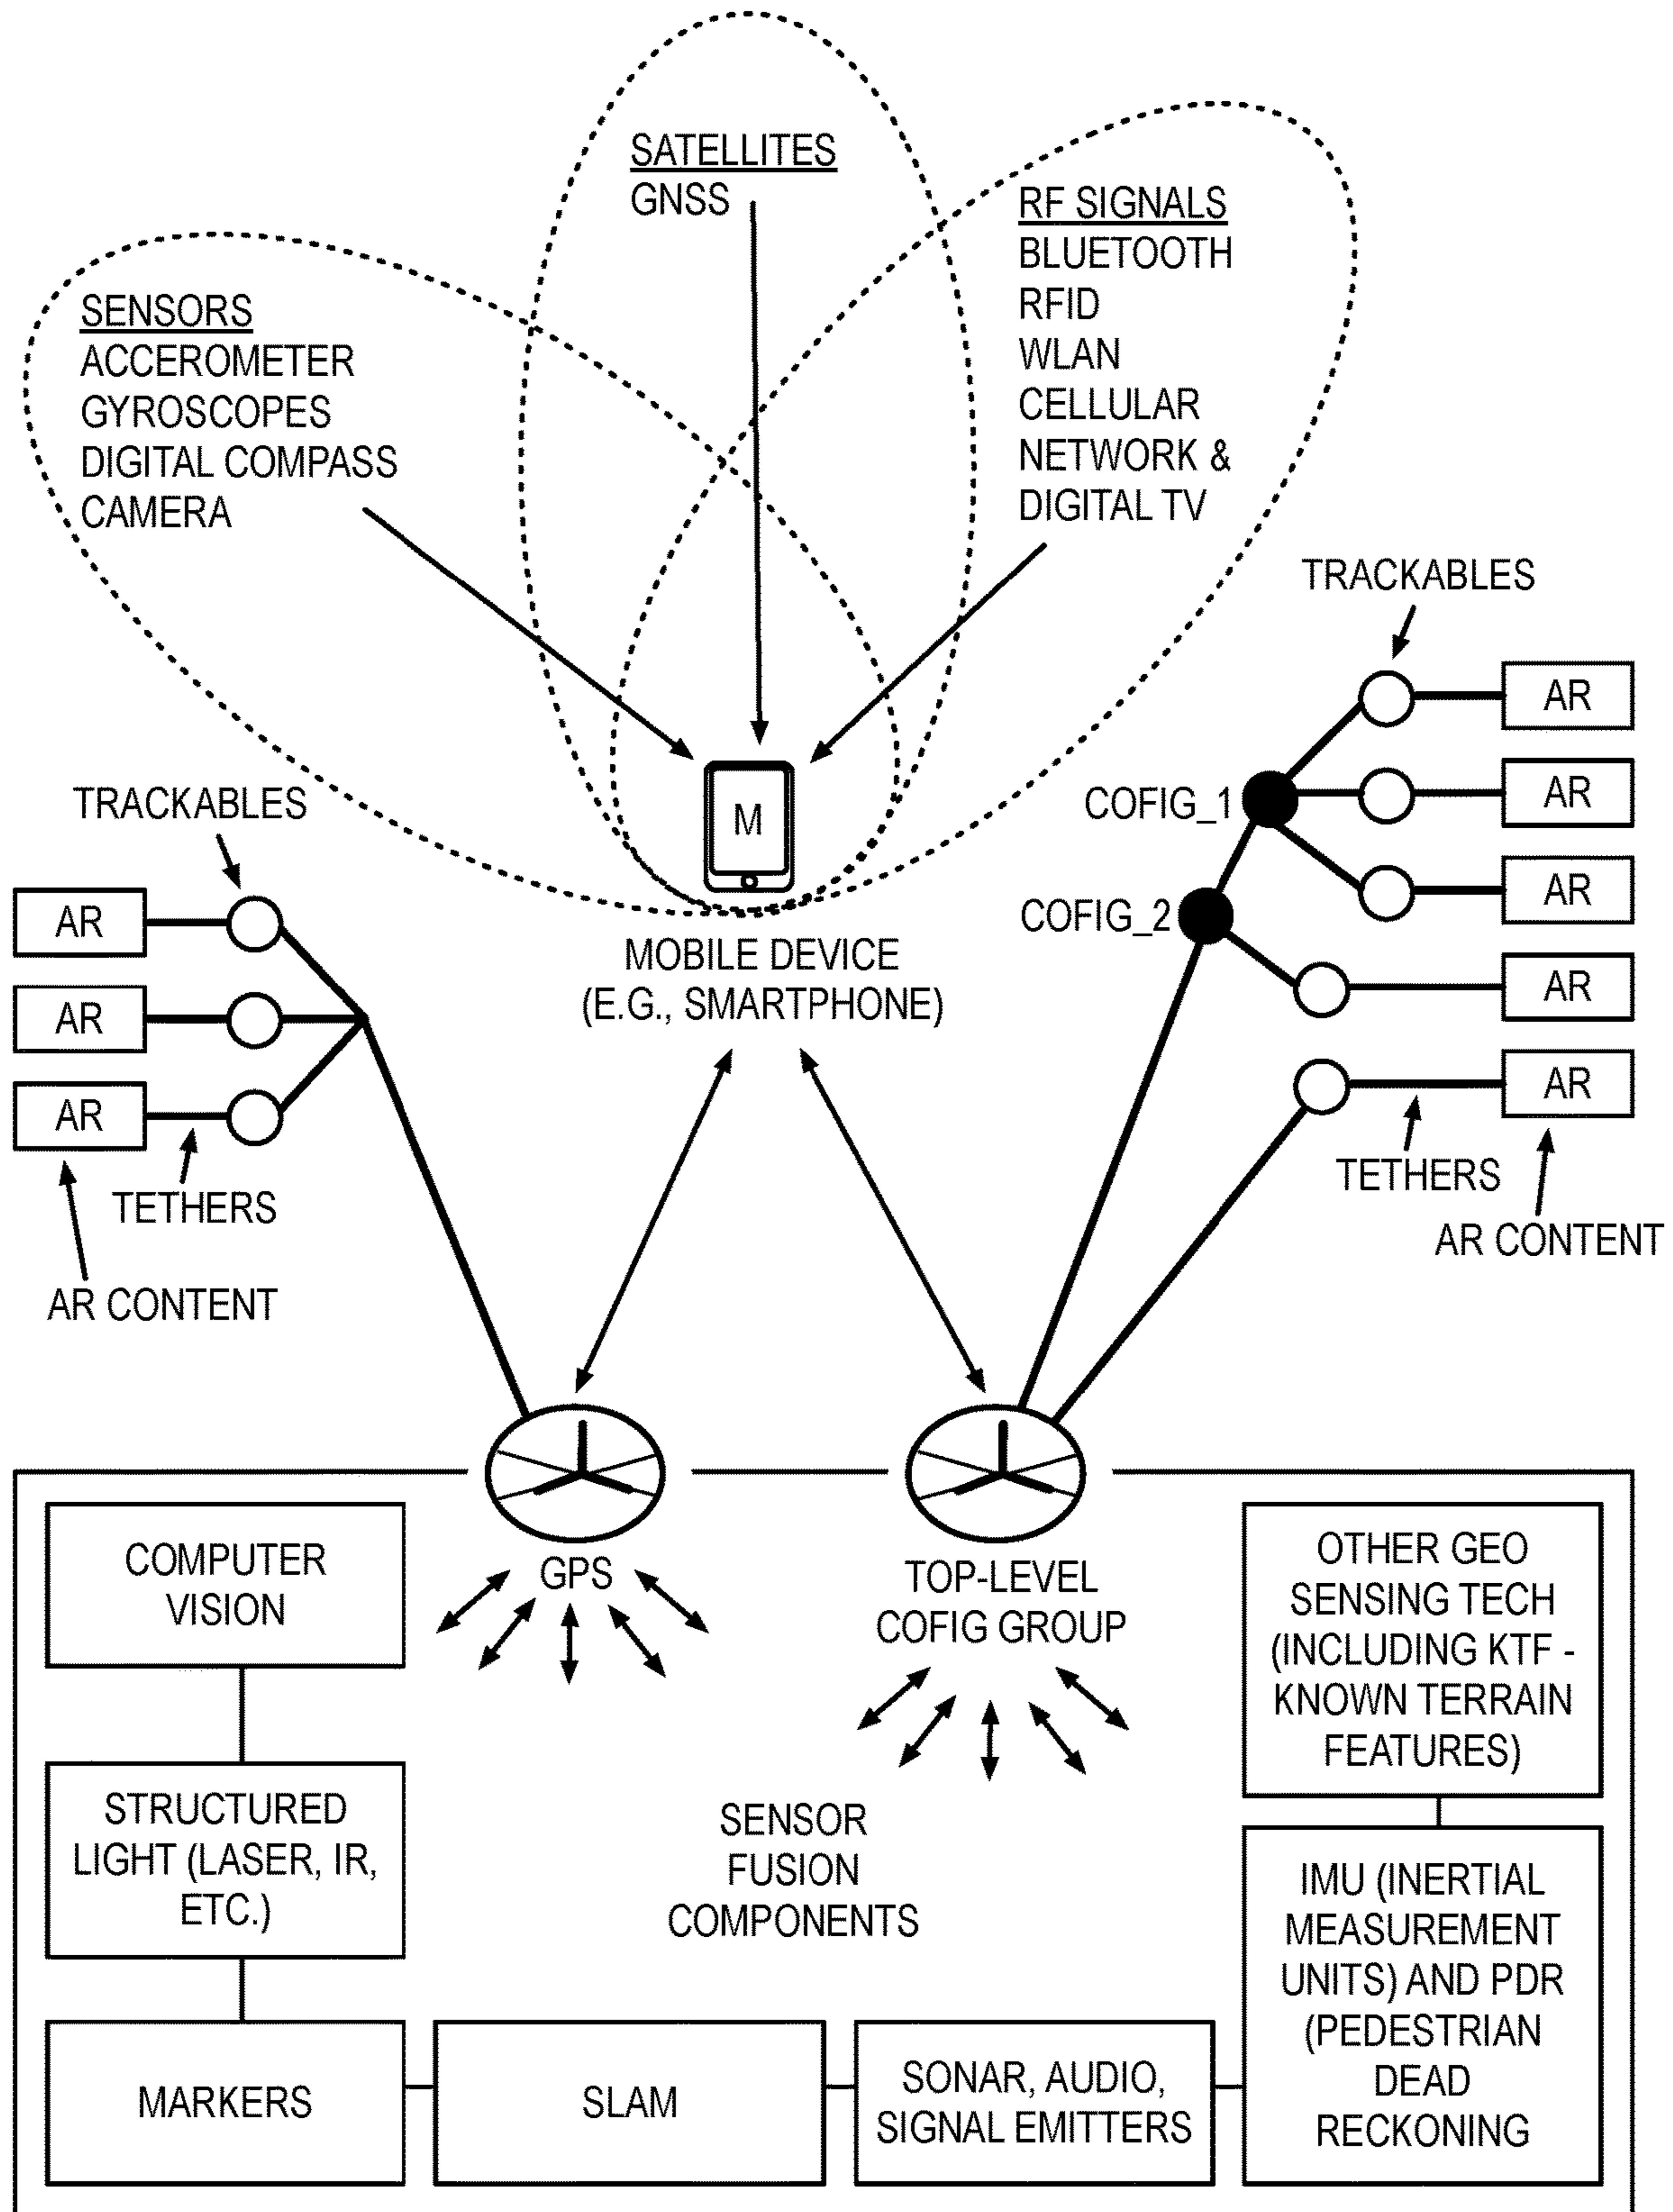 SATELLITES
GNSS
RF SIGNALS
BLUETOOTH
RFID
WLAN
CELLULAR
NETWORK &
DIGITAL TV
SENSORS
ACCEROMETER
GYROSCOPES
DIGITAL COMPASS
CAMERA
M
MOBILE DEVICE
(E.G., SMARTPHONE)
TRACKABLES
AR
AR
AR
TETHERS
AR CONTENT
TRACKABLES
AR
COFIG_1
AR
AR
COFIG_2
AR
AR
TETHERS
AR CONTENT
GPS
TOP-LEVEL
COFIG GROUP
SENSOR
FUSION
COMPONENTS
COMPUTER
VISION
STRUCTURED
LIGHT (LASER, IR,
ETC.)
MARKERS
SLAM
SONAR, AUDIO,
SIGNAL EMITTERS
OTHER GEO
SENSING TECH
(INCLUDING KTF -
KNOWN TERRAIN
FEATURES)
IMU (INERTIAL
MEASUREMENT
UNITS) AND PDR
(PEDESTRIAN
DEAD
RECKONING